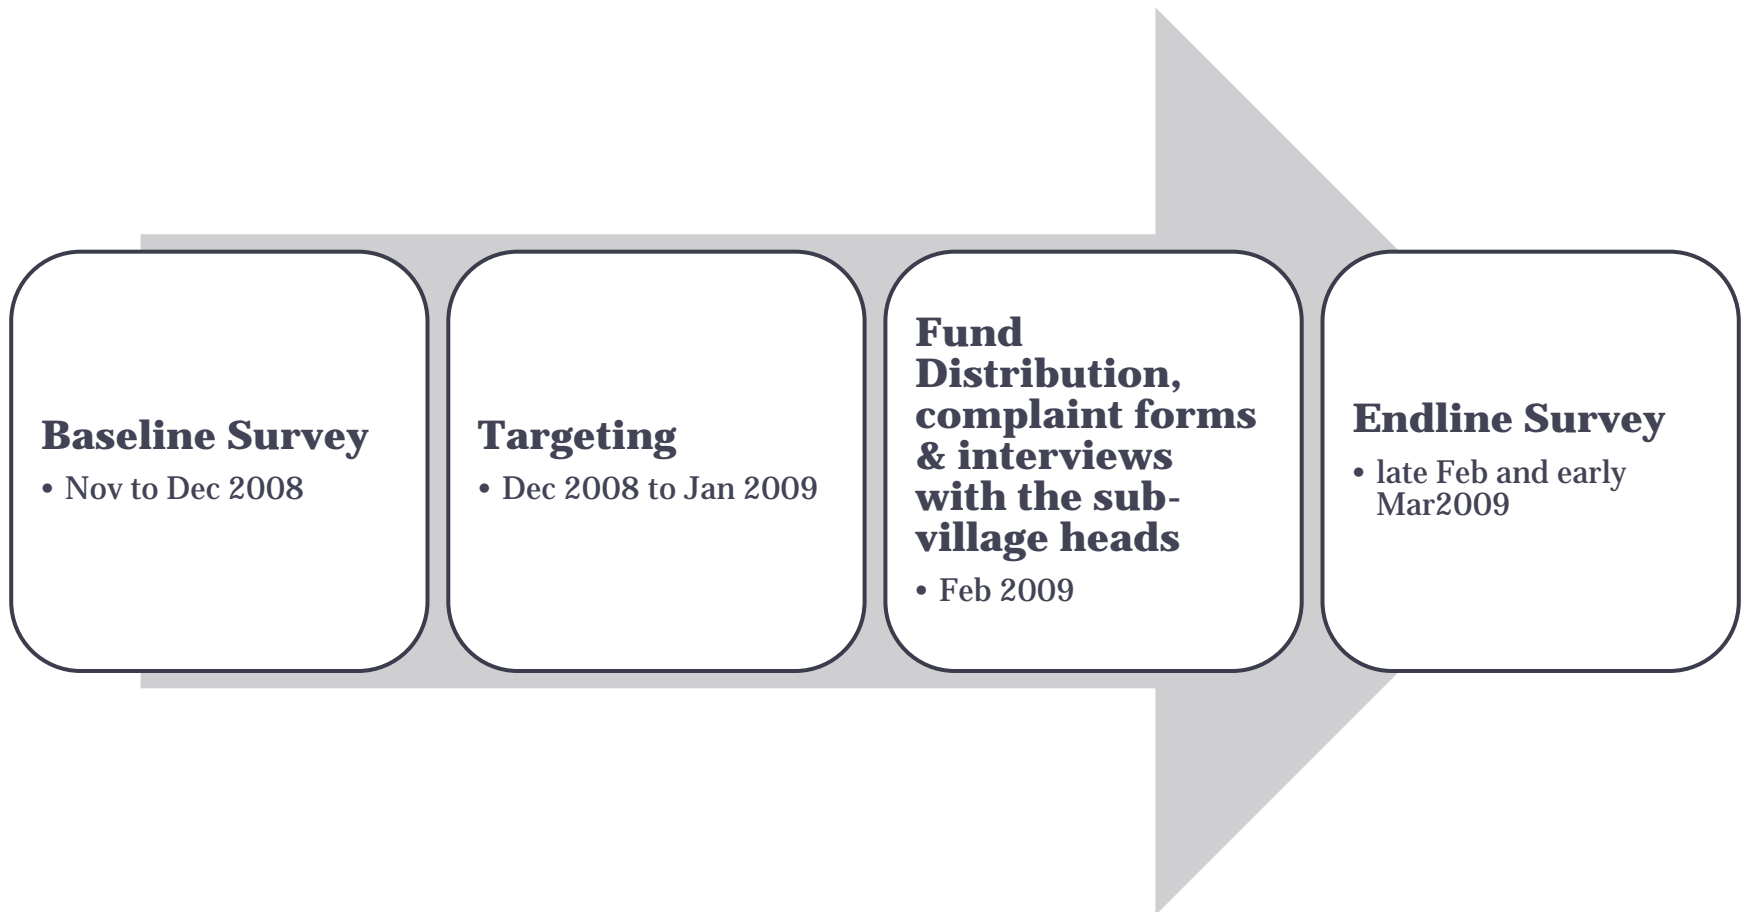 Baseline Survey
• Nov to Dec 2008
Targeting
• Dec 2008 to Jan 2009
Fund
Distribution,
complaint forms
& interviews
with the sub-
village heads
• Feb 2009
Endline Survey
• late Feb and early
Mar2009